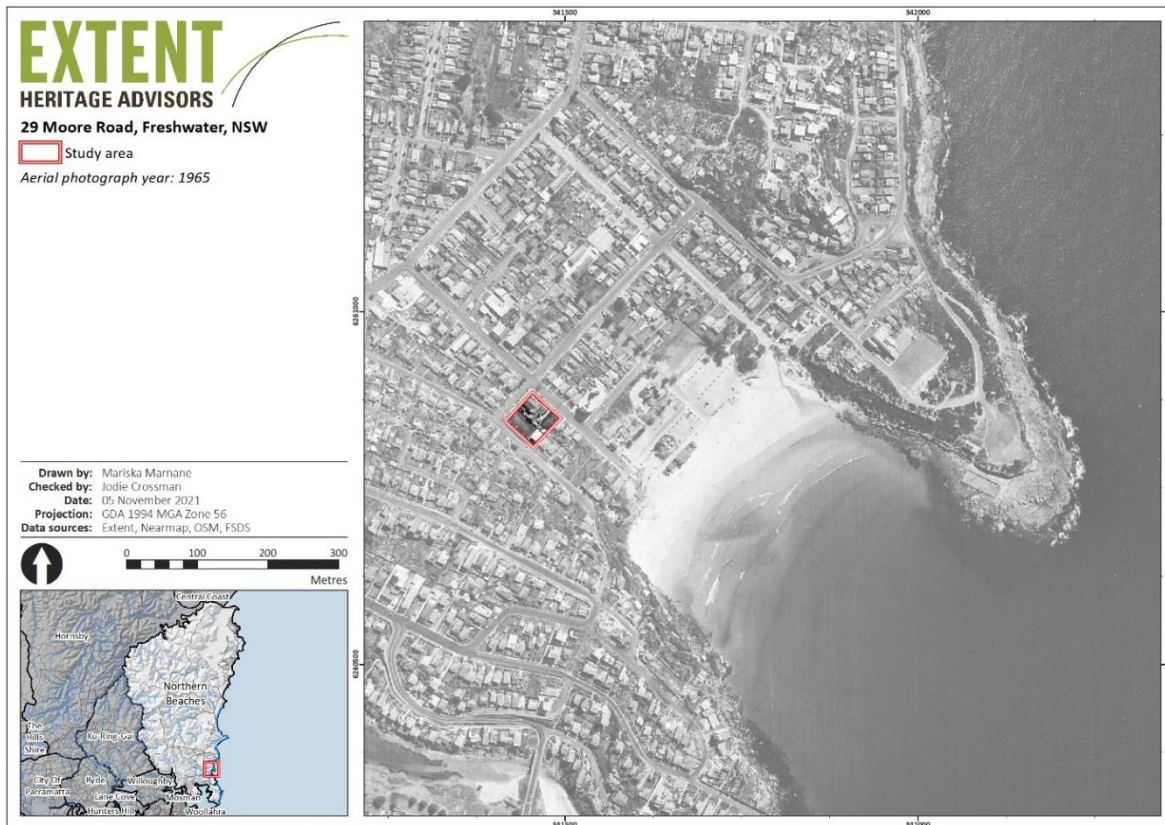 EXTENT
HERITAGE ADVISORS
29 Moore Road, Freshwater, NSW
Study area
Aerial photograph year: 1965
Drawn by: Mariska Marnane
Checked by: Jodie Crossman
Date: 05 November 2021
Projection: GDA 1994 MGA Zone 56
Data sources: Extent, Nearmap, OSM, FSDS
0 100 200 300
Metres
Central Coast
Hornsby
Northern
Beaches
The
Hills
Shire
Ku-Ring-Gai
City Of
Parramatta
Ryde
Willoughby
Lane Cove
Mosman
Hunters Hill
Woollahra
341500
342000
6261000
6260500
341500
342000